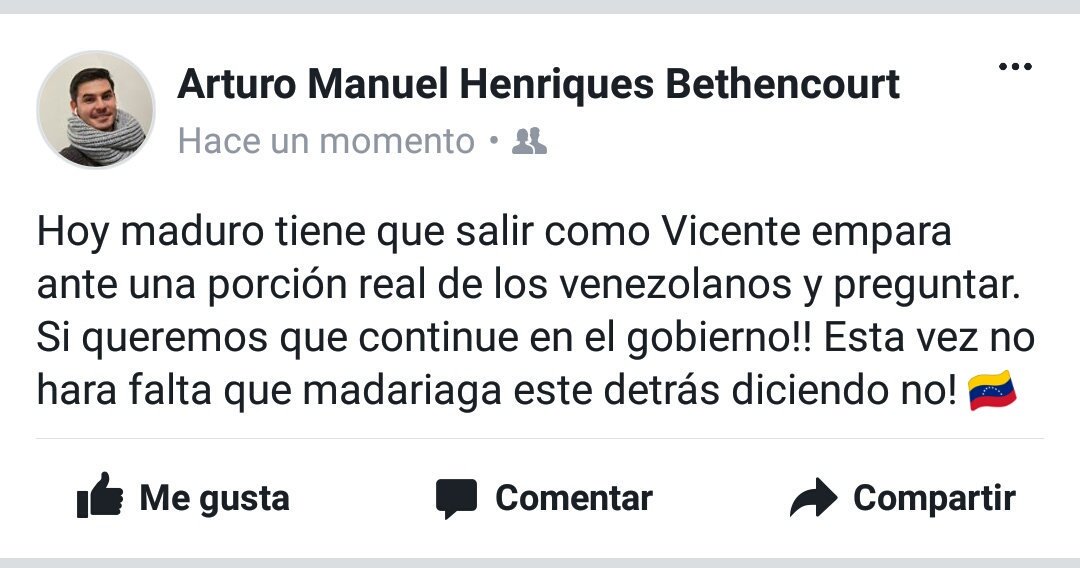 Arturo Manuel Henriques Bethencourt
Hace un momento •
Hoy maduro tiene que salir como Vicente empara
ante una porción real de los venezolanos y preguntar.
Si queremos que continue en el gobierno!! Esta vez no
hara falta que madariaga este detrás diciendo no! 🇻🇪
Me gusta
Comentar
Compartir